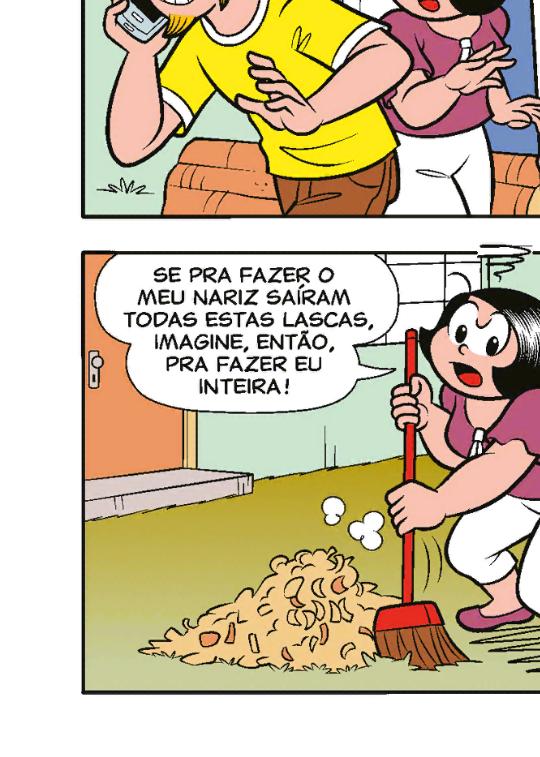 SE PRA FAZER O
MEU NARIZ SAÍRAM
TODAS ESTAS LASCAS,
IMAGINE, ENTÃO,
PRA FAZER EU
INTEIRA!